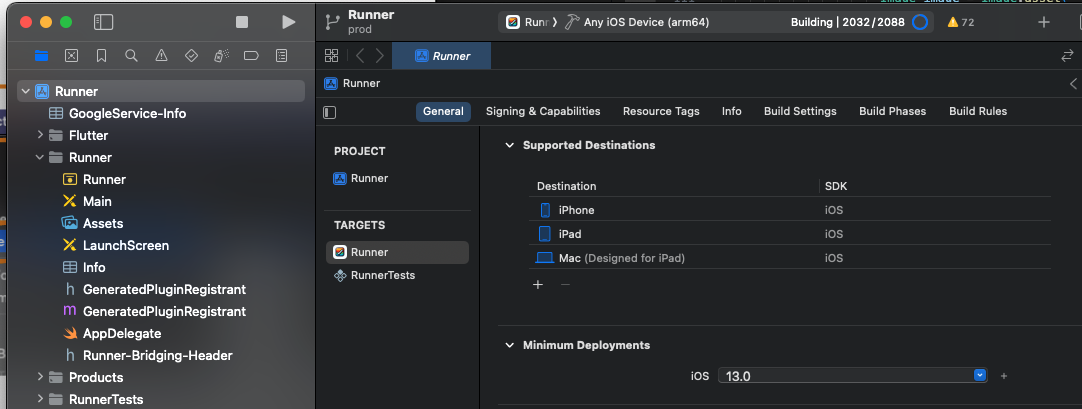 Runner
prod
Runr
Any iOS Device (arm64)
Building | 2032/2088
72
Runner
Runner
Runner
GoogleService-Info
Flutter
Runner
Runner
Main
Assets
LaunchScreen
Info
GeneratedPluginRegistrant
GeneratedPluginRegistrant
AppDelegate
Runner-Bridging-Header
Products
RunnerTests
General
Signing & Capabilities
Resource Tags
Info
Build Settings
Build Phases
Build Rules
PROJECT
Runner
TARGETS
Runner
RunnerTests
Supported Destinations
Destination SDK
iPhone iOS
iPad iOS
Mac (Designed for iPad) iOS
Minimum Deployments
iOS 13.0